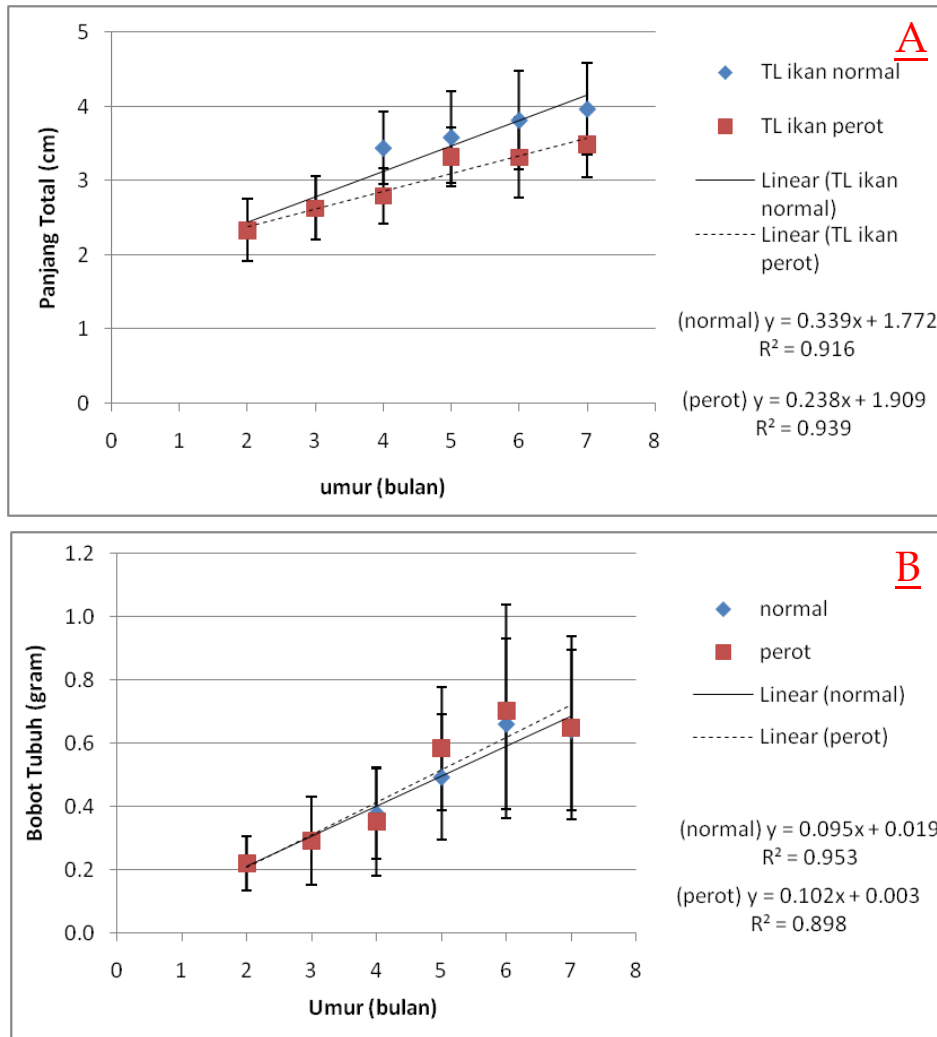 A
5
4
3
2
1
0
Panjang Total (cm)
0 1 2 3 4 5 6 7 8
umur (bulan)
TL ikan normal
TL ikan perot
Linear (TL ikan
normal)
Linear (TL ikan
perot)
(normal) y = 0.339x + 1.772
R² = 0.916
(perot) y = 0.238x + 1.909
R² = 0.939
B
1.2
1.0
0.8
0.6
0.4
0.2
0.0
Bobot Tubuh (gram)
0 1 2 3 4 5 6 7 8
Umur (bulan)
normal
perot
Linear (normal)
Linear (perot)
(normal) y = 0.095x + 0.019
R² = 0.953
(perot) y = 0.102x + 0.003
R² = 0.898